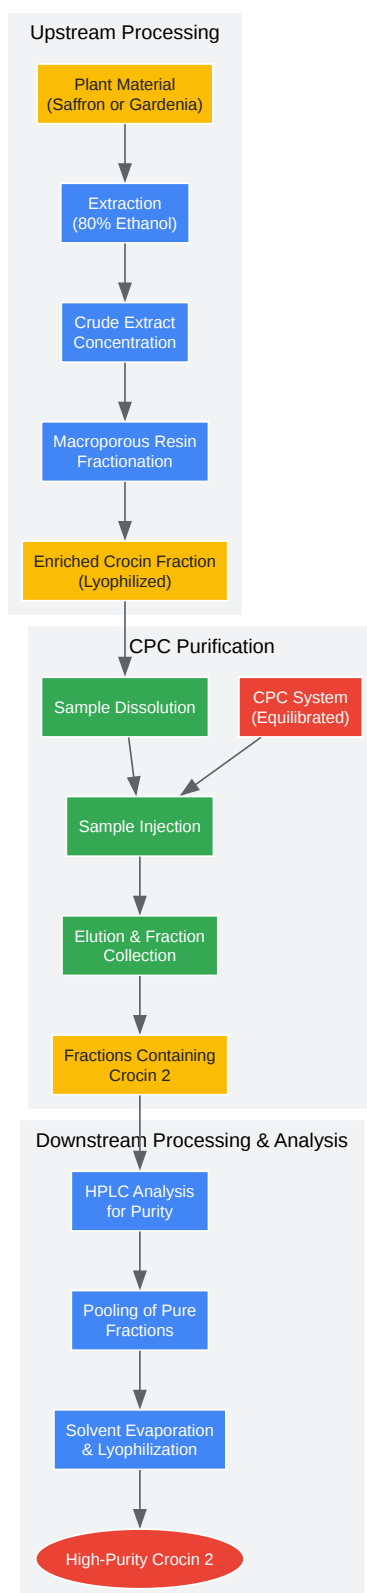 Upstream Processing
Plant Material
(Saffron or Gardenia)
Extraction
(80% Ethanol)
Crude Extract
Concentration
Macroporous Resin
Fractionation
Enriched Crocin Fraction
(Lyophilized)
CPC Purification
Sample Dissolution
CPC System
(Equilibrated)
Sample Injection
Elution & Fraction
Collection
Fractions Containing
Crocin 2
Downstream Processing & Analysis
HPLC Analysis
for Purity
Pooling of Pure
Fractions
Solvent Evaporation
& Lyophilization
High-Purity Crocin 2